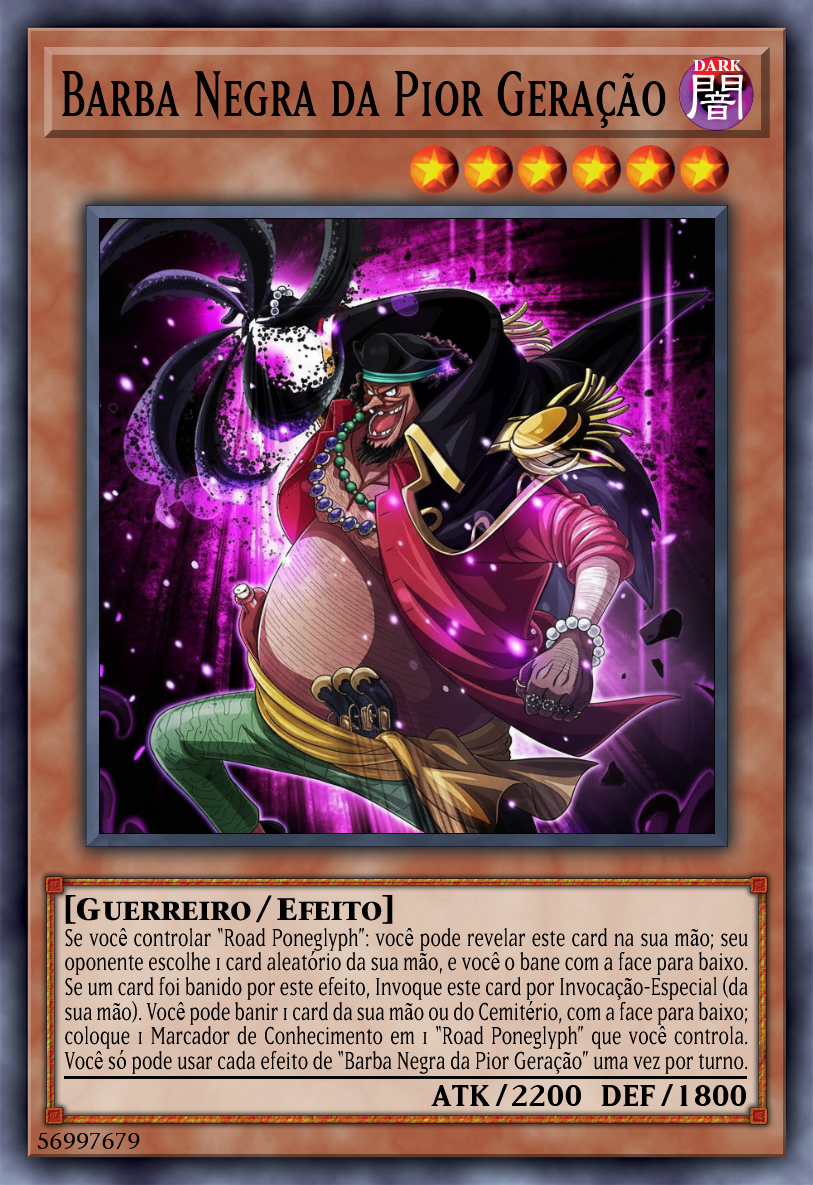 Barba Negra da Pior Geração
DARK
闇
[Guerreiro / Efeito]
Se você controlar "Road Poneglyph": você pode revelar este card na sua mão; seu
oponente escolhe 1 card aleatório da sua mão, e você o bane com a face para baixo.
Se um card foi banido por este efeito, Invoque este card por Invocação-Especial (da
sua mão). Você pode banir 1 card da sua mão ou do Cemitério, com a face para baixo;
coloque 1 Marcador de Conhecimento em 1 "Road Poneglyph" que você controla.
Você só pode usar cada efeito de "Barba Negra da Pior Geração" uma vez por turno.
ATK / 2200 DEF / 1800
56997679